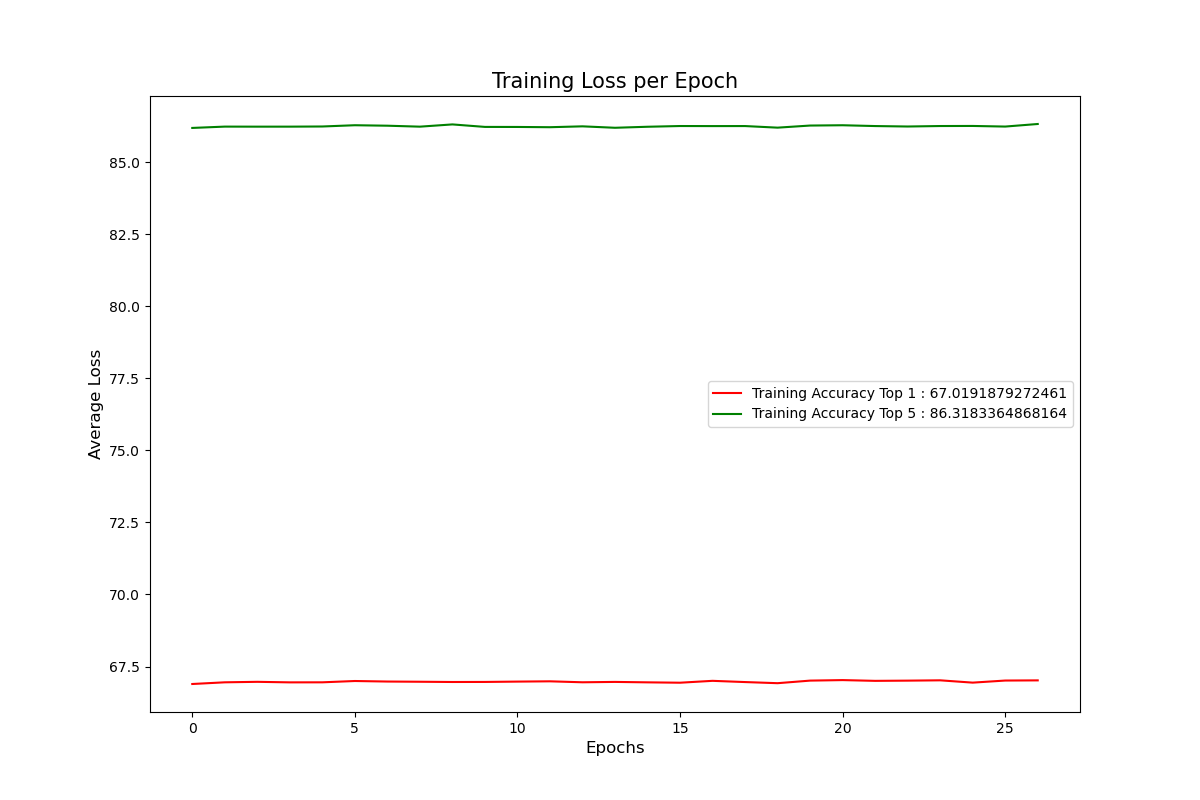 Training Loss per Epoch
85.0
82.5
80.0
77.5
75.0
72.5
70.0
67.5
Average Loss
Training Accuracy Top 1 : 67.0191879272461
Training Accuracy Top 5 : 86.3183364868164
0 5 10 15 20 25
Epochs